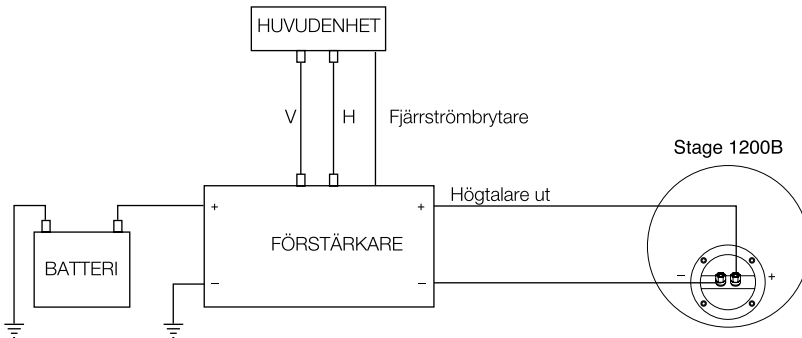 HUVUDENHET
V H Fjärrströmbrytare
Stage 1200B
Högtalare ut
+ +
FÖRSTÄRKARE
BATTERI
− +
− −